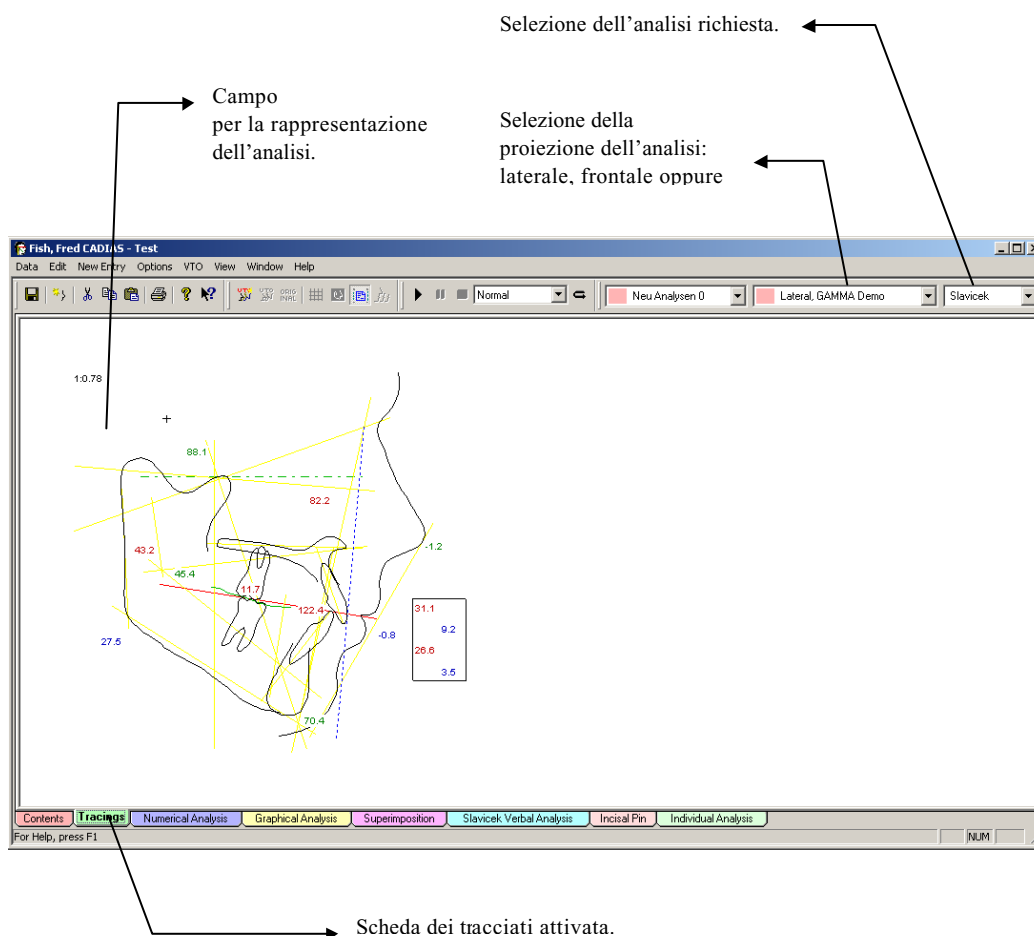 Selezione dell'analisi richiesta.
Campo
per la rappresentazione
dell'analisi.
Selezione della
proiezione dell'analisi:
laterale, frontale oppure
Fish, Fred CADIAS - Test
Data Edit New Entry Options VTO View Window Help
Normal Neu Analysen 0 Lateral, GAMMA Demo Slavicek
1:0.78
88.1
82.2
-1.2
43.2
45.4
11.7
122.4
31.1
9.2
27.5
-0.8
26.6
3.5
70.4
Contents Tracings Numerical Analysis Graphical Analysis Superimposition Slavicek Verbal Analysis Incisal Pin Individual Analysis
For Help, press F1 NUM
Scheda dei tracciati attivata.